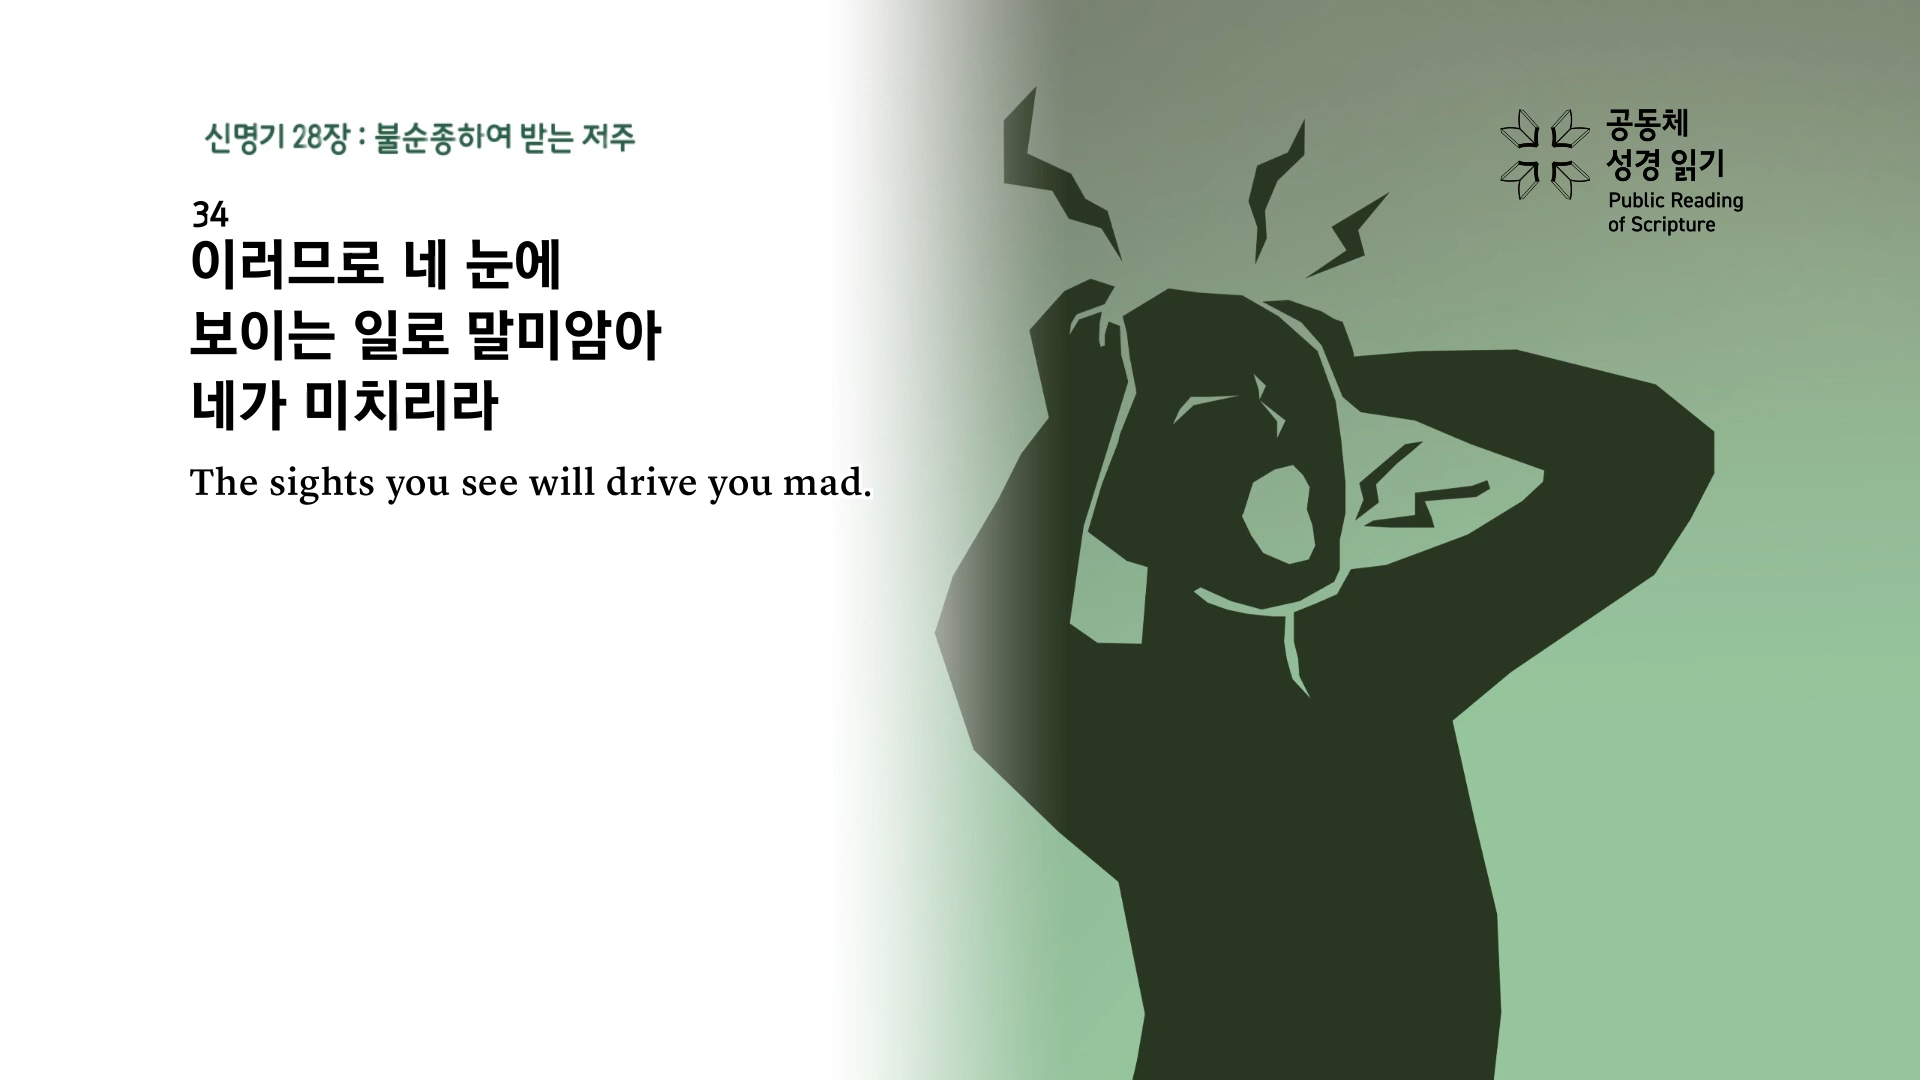 신명기 28장 : 불순종하여 받는 저주
34
이러므로 네 눈에
보이는 일로 말미암아
네가 미치리라
The sights you see will drive you mad.
공동체
성경 읽기
Public Reading
of Scripture